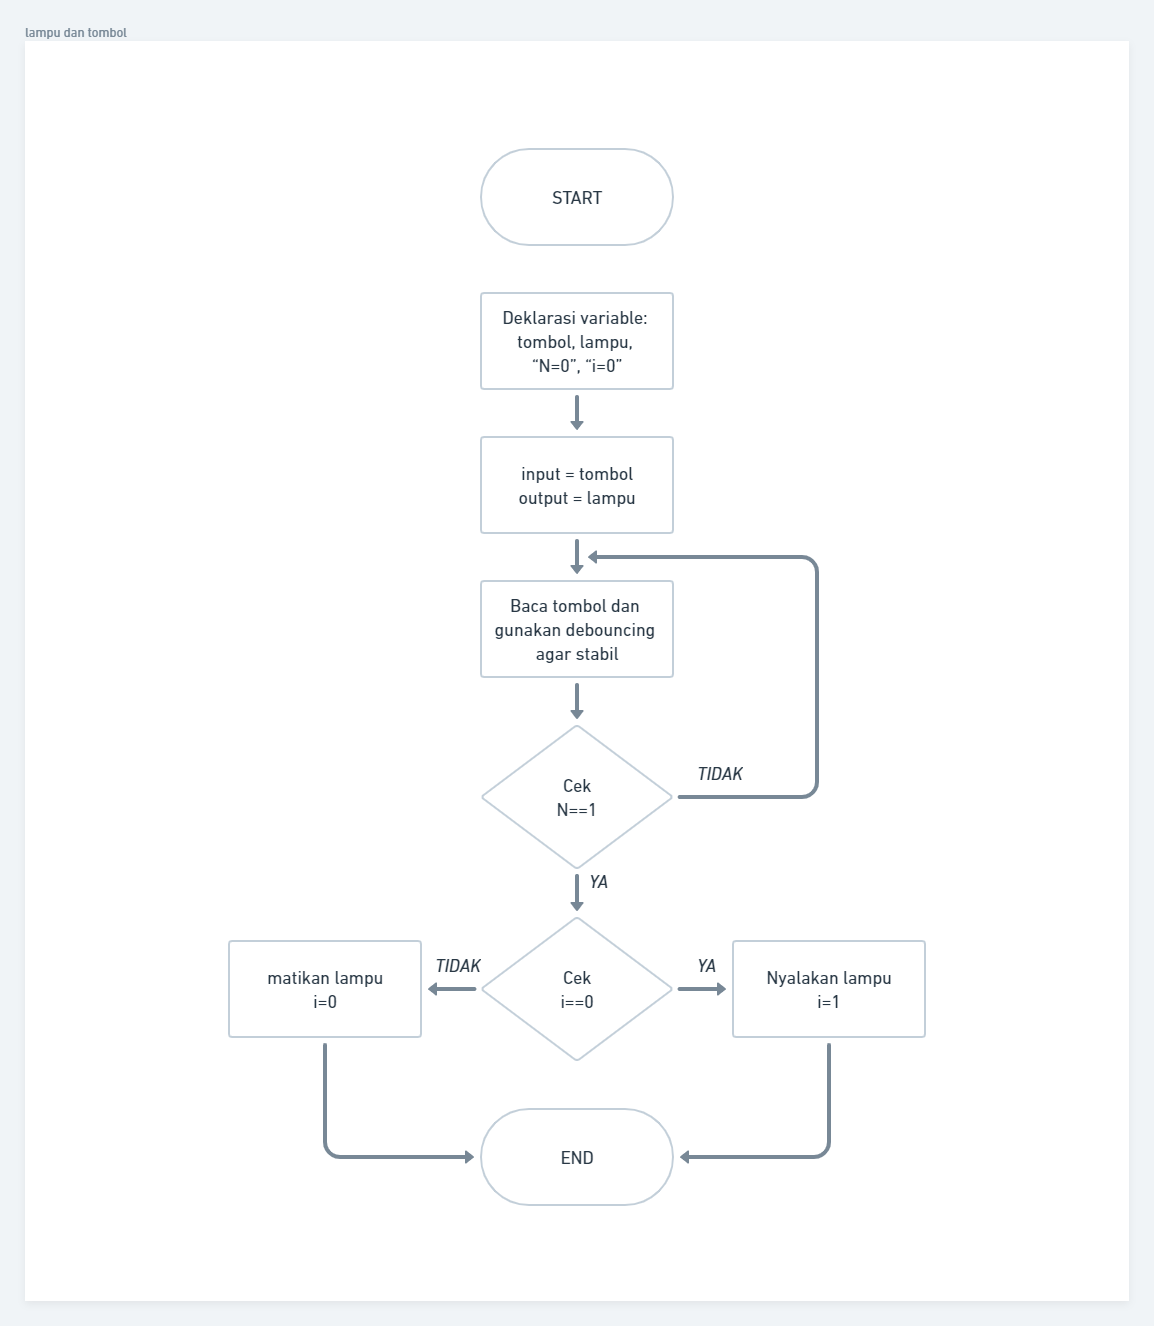 lampu dan tombol
START
Deklarasi variable:
tombol, lampu,
“N=0”, “i=0”
input = tombol
output = lampu
Baca tombol dan
gunakan debouncing
agar stabil
Cek
N==1
TIDAK
YA
Cek
i==0
TIDAK
YA
matikan lampu
i=0
Nyalakan lampu
i=1
END